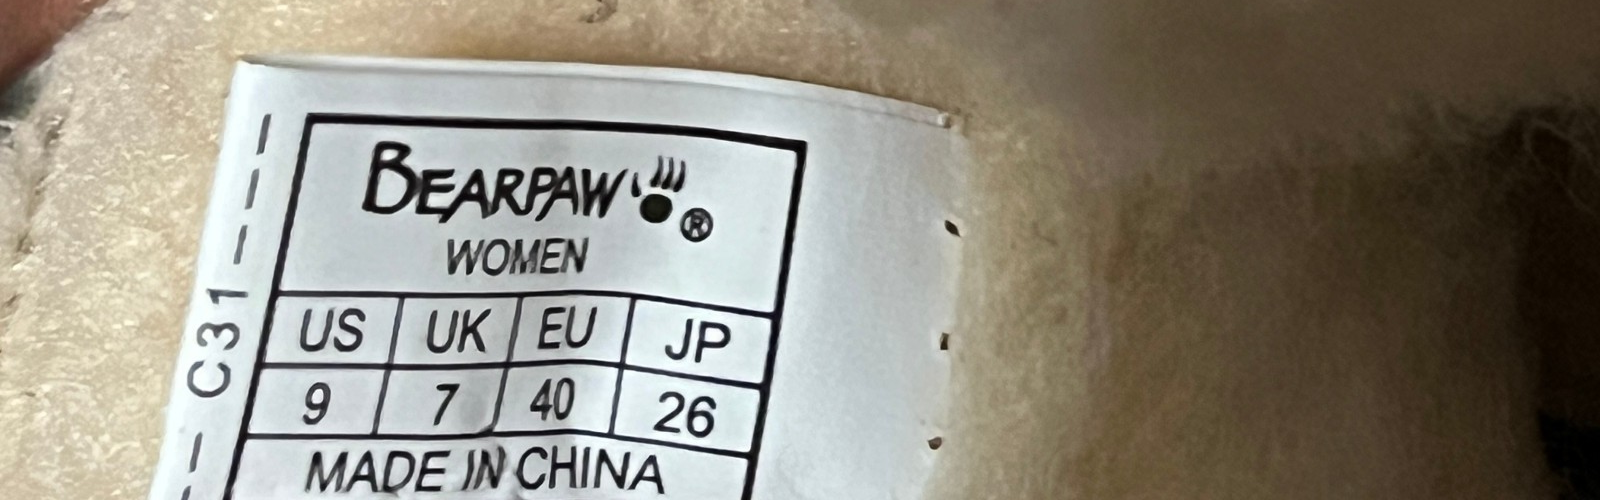 BEARPAW®
WOMEN
US UK EU JP
9 7 40 26
MADE IN CHINA
C31